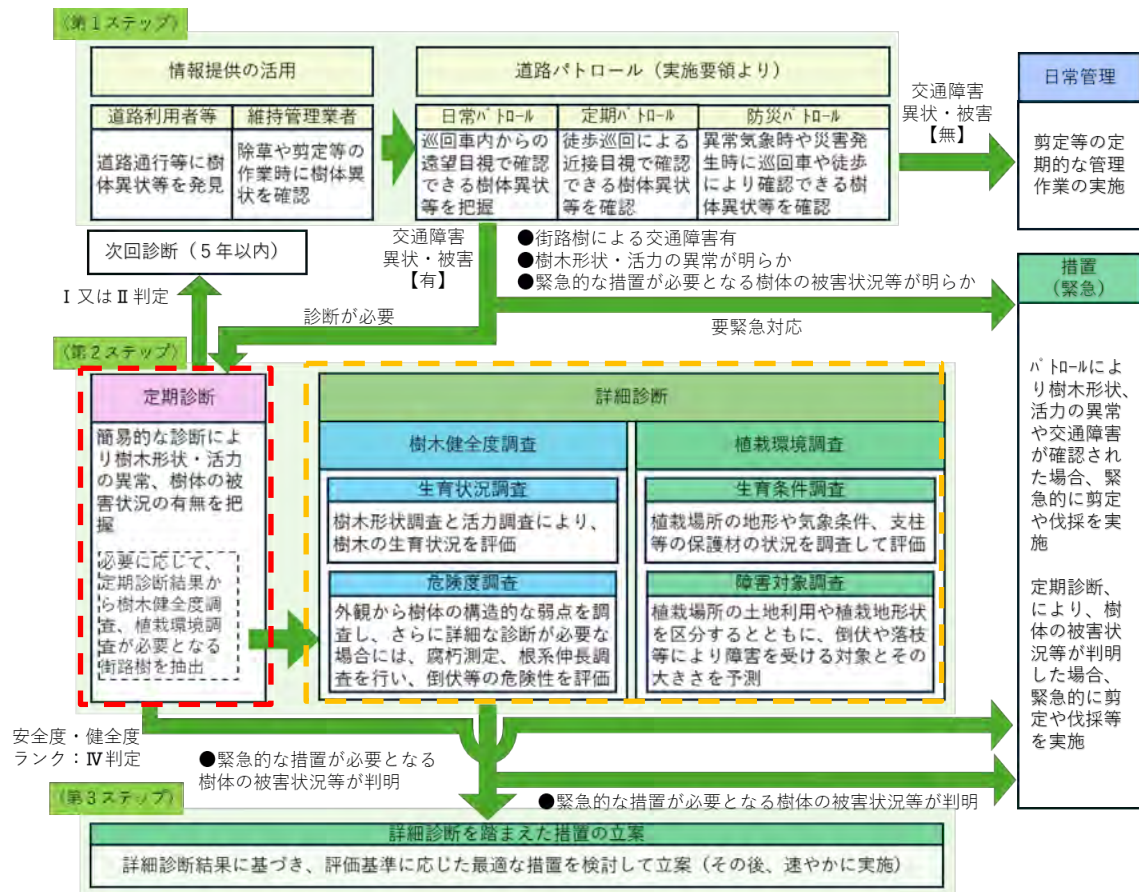 （第１ステップ）
情報提供の活用
道路利用者等
道路通行等に樹
体異状等を発見
維持管理業者
除草や剪定等の
作業時に樹体異
状を確認
道路パトロール（実施要領より）
日常ﾊﾟﾄﾛｰﾙ
巡回車内からの
遠望目視で確認
できる樹体異状
等を把握
定期ﾊﾟﾄﾛｰﾙ
徒歩巡回による
近接目視で確認
できる樹体異状
等を確認
防災ﾊﾟﾄﾛｰﾙ
異常気象時や災害発
生時に巡回車や徒歩
により確認できる樹
体異状等を確認
交通障害
異状・被害
【無】
日常管理
剪定等の定
期的な管理
作業の実施
次回診断（５年以内）
Ⅰ又はⅡ判定
交通障害
異状・被害
【有】
●街路樹による交通障害有
●樹木形状・活力の異常が明らか
●緊急的な措置が必要となる樹体の被害状況等が明らか
診断が必要
要緊急対応
措置
（緊急）
ﾊﾟﾄﾛｰﾙによ
り樹木形状、
活力の異常
や交通障害
が確認され
た場合、緊
急的に剪定
や伐採を実
施
定期診断、
により、樹
体の被害状
況等が判明
した場合、
緊急的に剪
定や伐採等
を実施
（第２ステップ）
定期診断
簡易的な診断によ
り樹木形状・活力
の異常、樹体の被
害状況の有無を把
握
必要に応じて、
定期診断結果か
ら樹木健全度調
査、植栽環境調
査が必要となる
街路樹を抽出
詳細診断
樹木健全度調査
生育状況調査
樹木形状調査と活力調査により、
樹木の生育状況を評価
危険度調査
外観から樹体の構造的な弱点を調
査し、さらに詳細な診断が必要な
場合には、腐朽測定、根系伸長調
査を行い、倒伏等の危険性を評価
植栽環境調査
生育条件調査
植栽場所の地形や気象条件、支柱
等の保護材の状況を調査して評価
障害対象調査
植栽場所の土地利用や植栽地形状
を区分するとともに、倒伏や落枝
等により障害を受ける対象とその
大きさを予測
安全度・健全度
ランク：Ⅳ判定
●緊急的な措置が必要となる
樹体の被害状況等が判明
●緊急的な措置が必要となる樹体の被害状況等が判明
（第３ステップ）
詳細診断を踏まえた措置の立案
詳細診断結果に基づき、評価基準に応じた最適な措置を検討して立案（その後、速やかに実施）